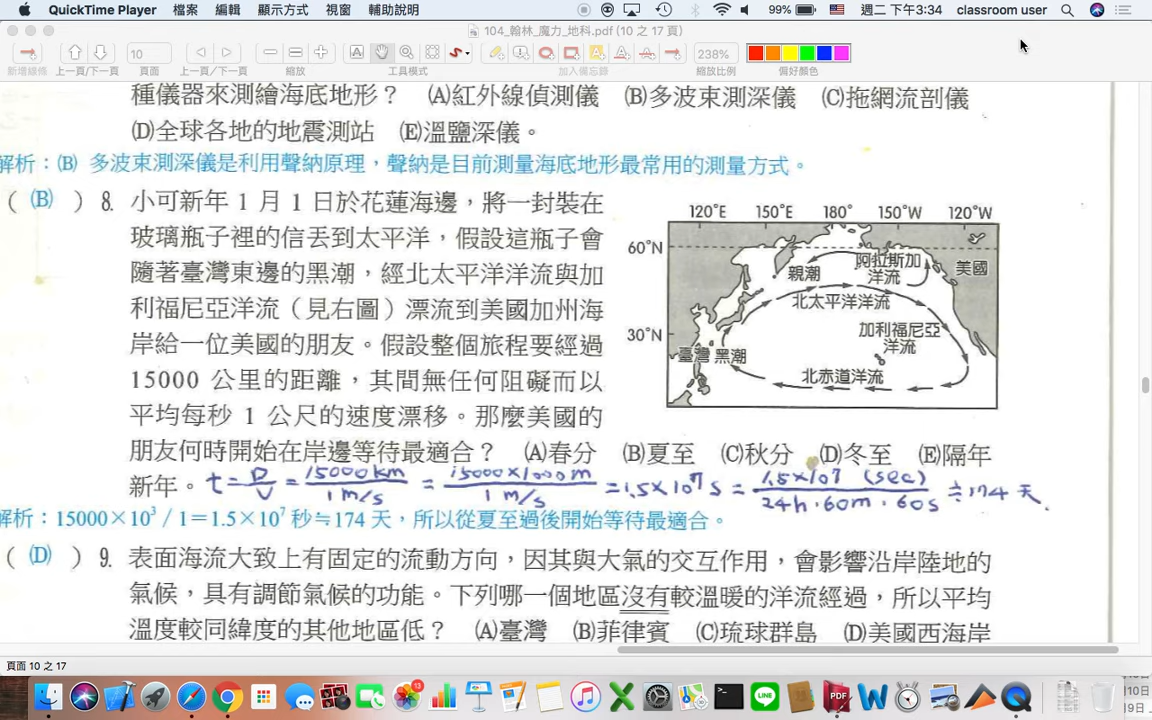 QuickTime Player 檔案 編輯 顯示方式 視窗 輔助說明 99% 週二 下午3:34 classroom user
104_翰林_魔力_地科.pdf (10 之 17 頁)
10 A 238%
新增線條 上一頁/下一頁 頁面 上一頁/下一頁 縮放 工具模式 加入備忘錄 縮放比例 偏好顏色
種儀器來測繪海底地形? (A)紅外線偵測儀 (B)多波束測深儀 (C)拖網流剖儀
(D)全球各地的地震測站 (E)溫鹽深儀。
解析:(B) 多波束測深儀是利用聲納原理,聲納是目前測量海底地形最常用的測量方式。
( (B) ) 8. 小可新年 1 月 1 日於花蓮海邊,將一封裝在
玻璃瓶子裡的信丟到太平洋,假設這瓶子會
隨著臺灣東邊的黑潮,經北太平洋洋流與加
利福尼亞洋流(見右圖)漂流到美國加州海
岸給一位美國的朋友。假設整個旅程要經過
15000 公里的距離,其間無任何阻礙而以
平均每秒 1 公尺的速度漂移。那麼美國的
朋友何時開始在岸邊等待最適合? (A)春分 (B)夏至 (C)秋分 (D)冬至 (E)隔年
新年。 t = D/V = 15000 km / 1 m/s = 15000×1000 m / 1 m/s = 1.5×10⁷ s = 1.5×10⁷ (sec) / 24h·60m·60s ≒ 174 天.
120°E 150°E 180° 150°W 120°W
60°N
30°N
親潮
阿拉斯加
洋流
美國
北太平洋洋流
加利福尼亞
洋流
臺灣 黑潮
北赤道洋流
解析:15000×10³ / 1=1.5×10⁷ 秒≒174 天,所以從夏至過後開始等待最適合。
( (D) ) 9. 表面海流大致上有固定的流動方向,因其與大氣的交互作用,會影響沿岸陸地的
氣候,具有調節氣候的功能。下列哪一個地區沒有較溫暖的洋流經過,所以平均
溫度較同緯度的其他地區低? (A)臺灣 (B)菲律賓 (C)琉球群島 (D)美國西海岸
頁面 10 之 17
13
LINE
PDF